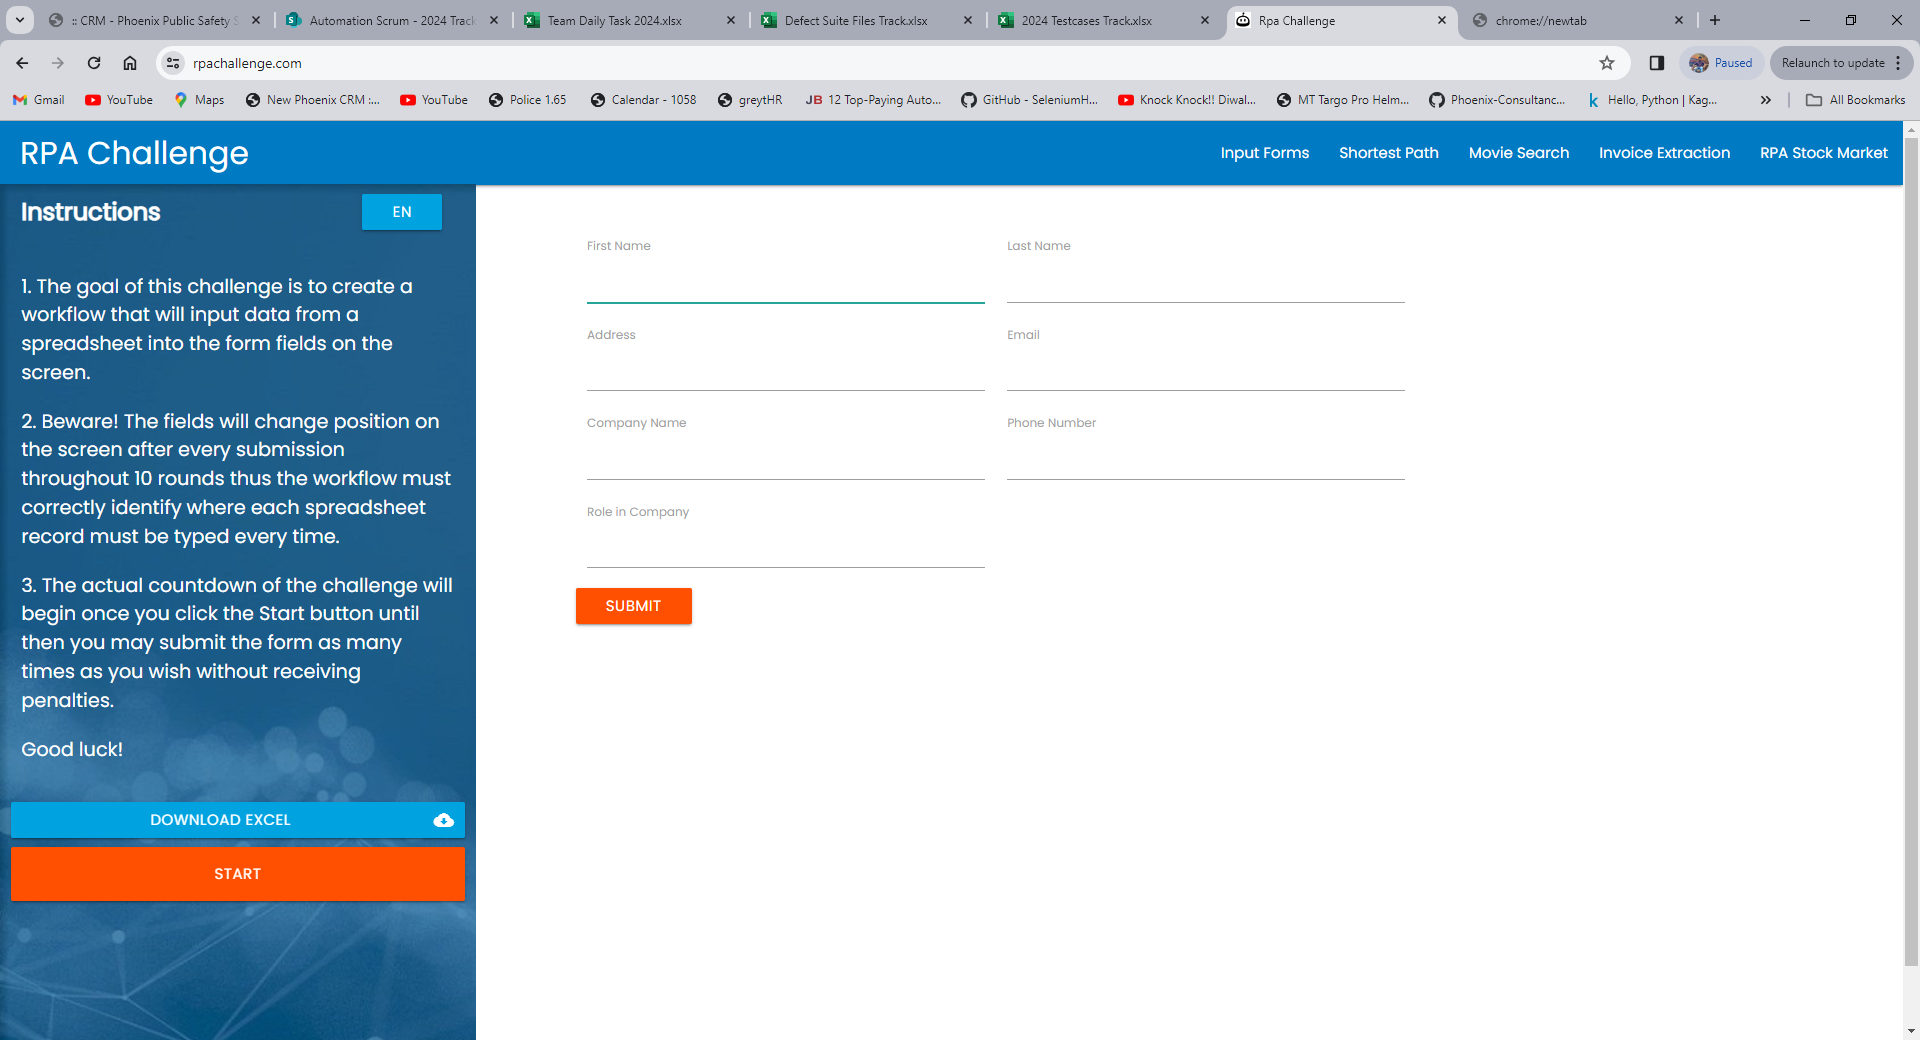 :: CRM - Phoenix Public Safety S
Automation Scrum - 2024 Track
Team Daily Task 2024.xlsx
Defect Suite Files Track.xlsx
2024 Testcases Track.xlsx
Rpa Challenge
chrome://newtab
rpachallenge.com
Paused
Relaunch to update
Gmail
YouTube
Maps
New Phoenix CRM :...
YouTube
Police 1.65
Calendar - 1058
greytHR
JB 12 Top-Paying Auto...
GitHub - SeleniumH...
Knock Knock!! Diwal...
MT Targo Pro Helm...
Phoenix-Consultanc...
k Hello, Python | Kag...
All Bookmarks
RPA Challenge
Input Forms
Shortest Path
Movie Search
Invoice Extraction
RPA Stock Market
Instructions
EN
1. The goal of this challenge is to create a
workflow that will input data from a
spreadsheet into the form fields on the
screen.
2. Beware! The fields will change position on
the screen after every submission
throughout 10 rounds thus the workflow must
correctly identify where each spreadsheet
record must be typed every time.
3. The actual countdown of the challenge will
begin once you click the Start button until
then you may submit the form as many
times as you wish without receiving
penalties.
Good luck!
DOWNLOAD EXCEL
START
First Name
Last Name
Address
Email
Company Name
Phone Number
Role in Company
SUBMIT